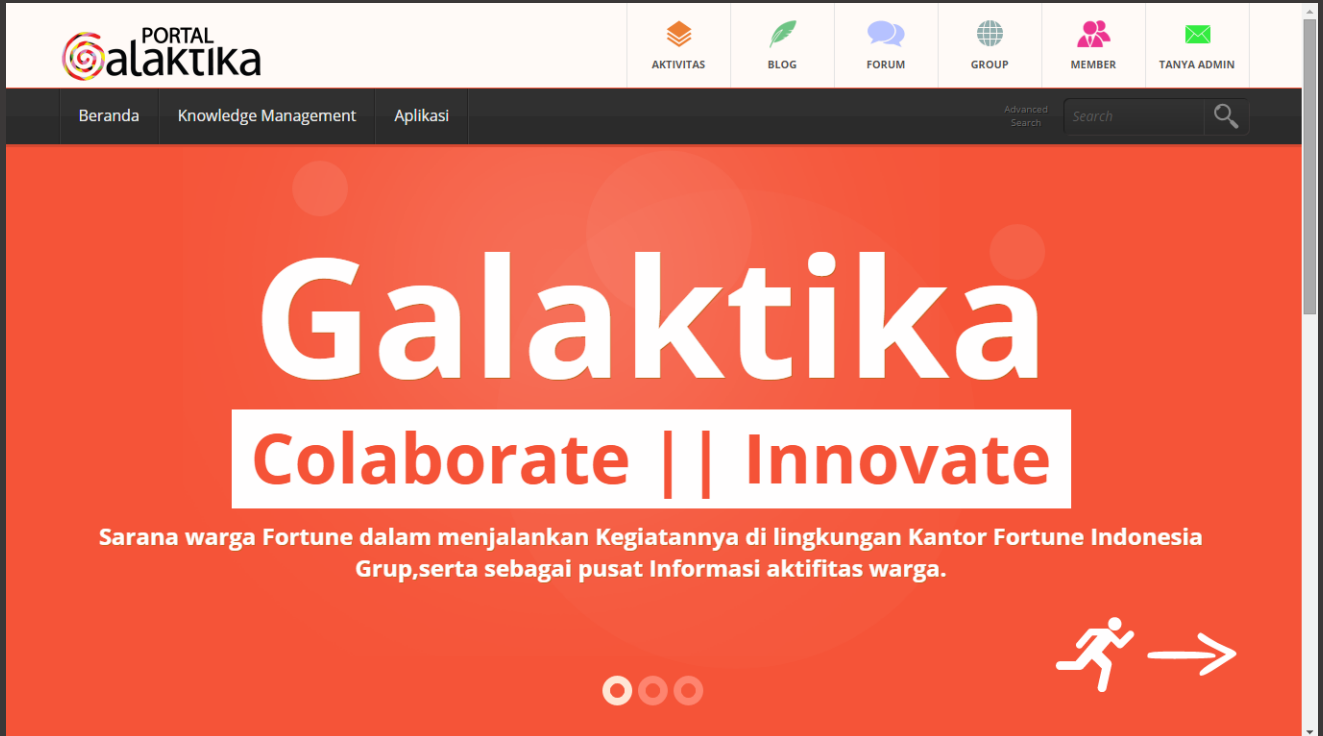 PORTAL
Galaktika
AKTIVITAS
BLOG
FORUM
GROUP
MEMBER
TANYA ADMIN
Beranda
Knowledge Management
Aplikasi
Advanced
Search
Search
Galaktika
Colaborate || Innovate
Sarana warga Fortune dalam menjalankan Kegiatannya di lingkungan Kantor Fortune Indonesia
Grup,serta sebagai pusat Informasi aktifitas warga.